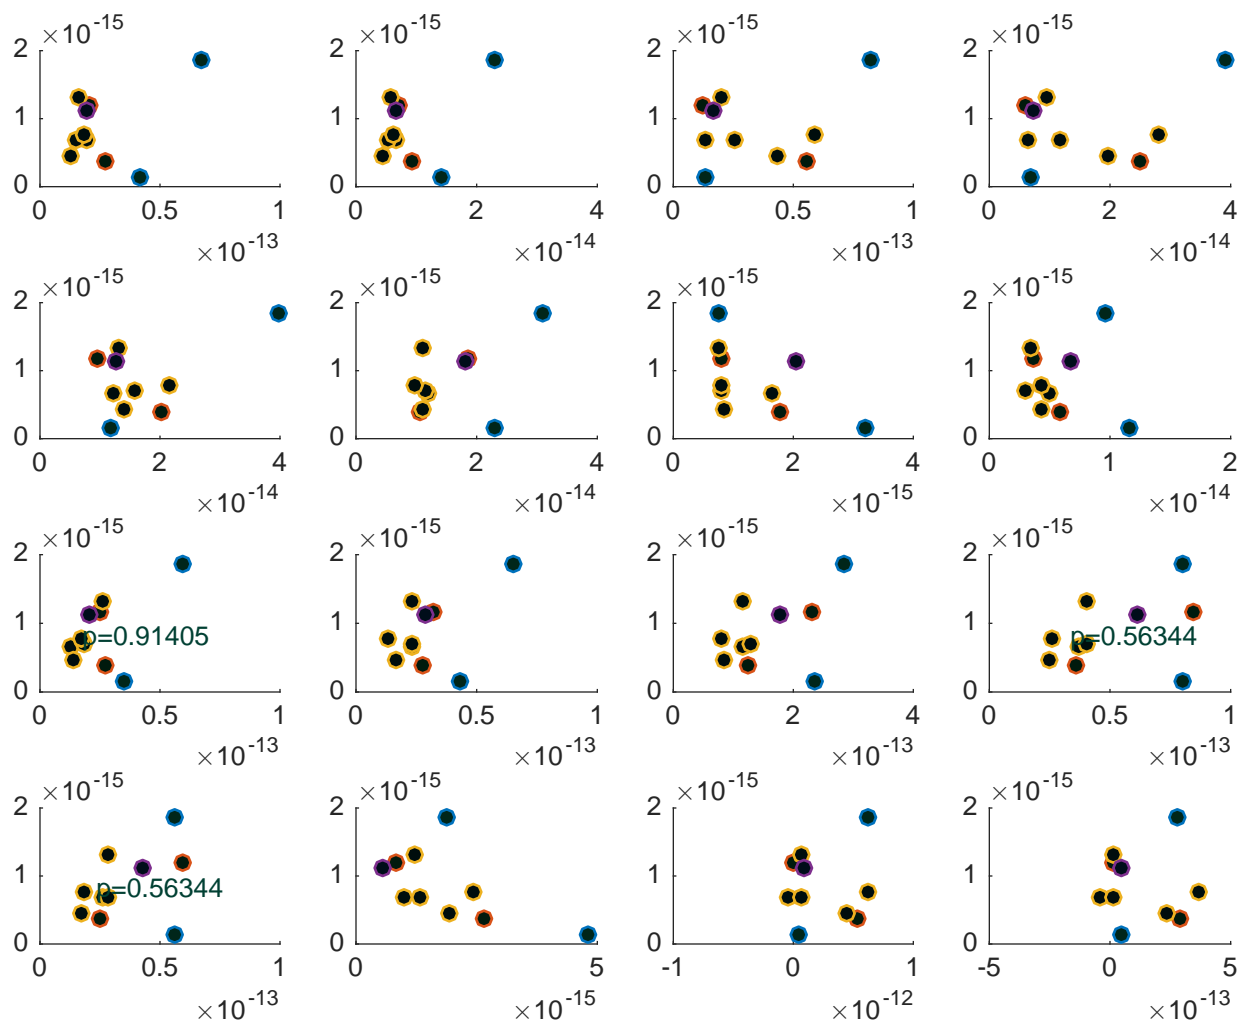 ×10-15 ×10-15 ×10-15 ×10-15
2 2 2 2
1 1 1 1
0 0 0 0
0 0.5 1 0 2 4 0 0.5 1 0 2 4
×10-13 ×10-14 ×10-13 ×10-14
×10-15 ×10-15 ×10-15 ×10-15
2 2 2 2
1 1 1 1
0 0 0 0
0 2 4 0 2 4 0 2 4 0 1 2
×10-14 ×10-14 ×10-15 ×10-14
×10-15 ×10-15 ×10-15 ×10-15
2 2 2 2
1 1 1 1
p=0.91405 p=0.56344
0 0 0 0
0 0.5 1 0 0.5 1 0 2 4 0 0.5 1
×10-13 ×10-13 ×10-13 ×10-13
×10-15 ×10-15 ×10-15 ×10-15
2 2 2 2
1 1 1 1
p=0.56344
0 0 0 0
0 0.5 1 0 5 -1 0 1 -5 0 5
×10-13 ×10-15 ×10-12 ×10-13